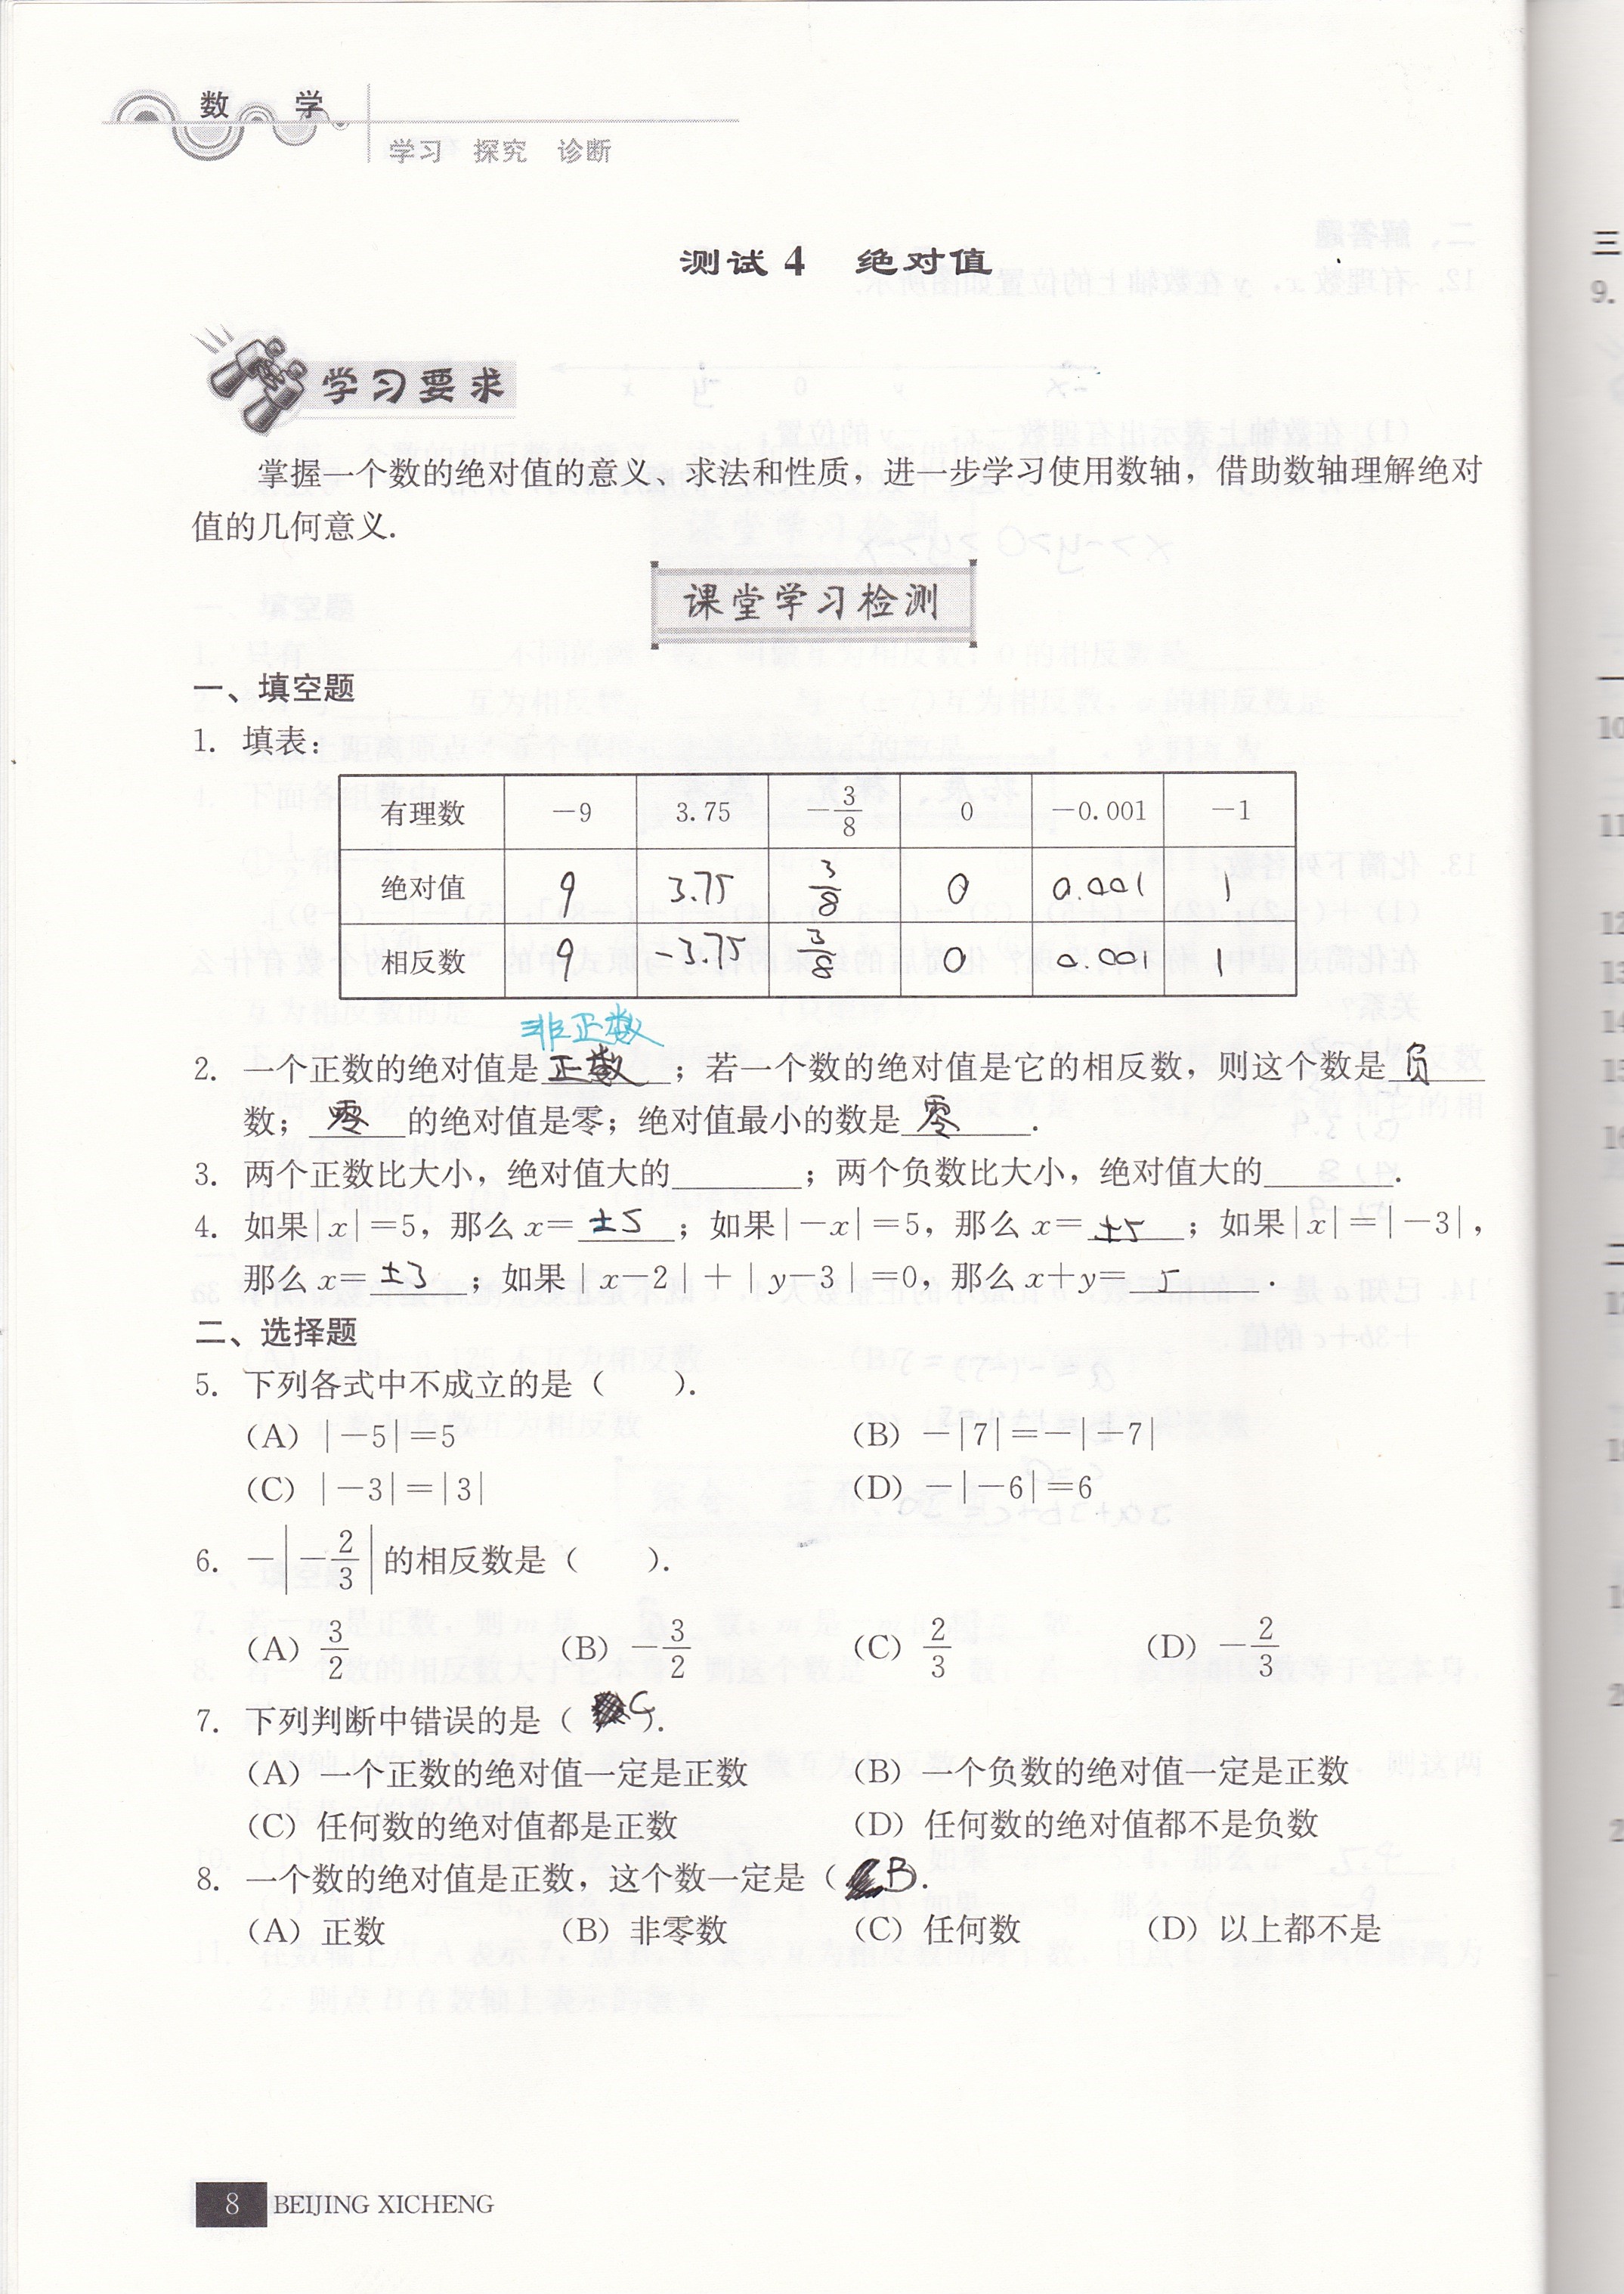 数 学
学习 探究 诊断
测试 4 绝对值
学习要求
掌握一个数的绝对值的意义、求法和性质，进一步学习使用数轴，借助数轴理解绝对
值的几何意义.
课堂学习检测
一、填空题
1. 填表：
有理数 －9 3.75 －3/8 0 －0.001 －1
绝对值 9 3.75 3/8 0 0.001 1
相反数 9 －3.75 3/8 0 0.001 1
非正数
2. 一个正数的绝对值是 正数 ；若一个数的绝对值是它的相反数，则这个数是 负
数； 零 的绝对值是零；绝对值最小的数是 零 .
3. 两个正数比大小，绝对值大的________；两个负数比大小，绝对值大的________.
4. 如果|x|＝5，那么 x＝ ±5 ；如果|－x|＝5，那么 x＝ ±5 ；如果|x|＝|－3|，
那么 x＝ ±3 ；如果|x－2|＋|y－3|＝0，那么 x＋y＝ 5 .
二、选择题
5. 下列各式中不成立的是（ ）.
（A）|－5|＝5 （B）－|7|＝－|－7|
（C）|－3|＝|3| （D）－|－6|＝6
6. －|－2/3|的相反数是（ ）.
（A）3/2 （B）－3/2 （C）2/3 （D）－2/3
7. 下列判断中错误的是（ C ）.
（A）一个正数的绝对值一定是正数 （B）一个负数的绝对值一定是正数
（C）任何数的绝对值都是正数 （D）任何数的绝对值都不是负数
8. 一个数的绝对值是正数，这个数一定是（ B ）.
（A）正数 （B）非零数 （C）任何数 （D）以上都不是
8 BEIJING XICHENG